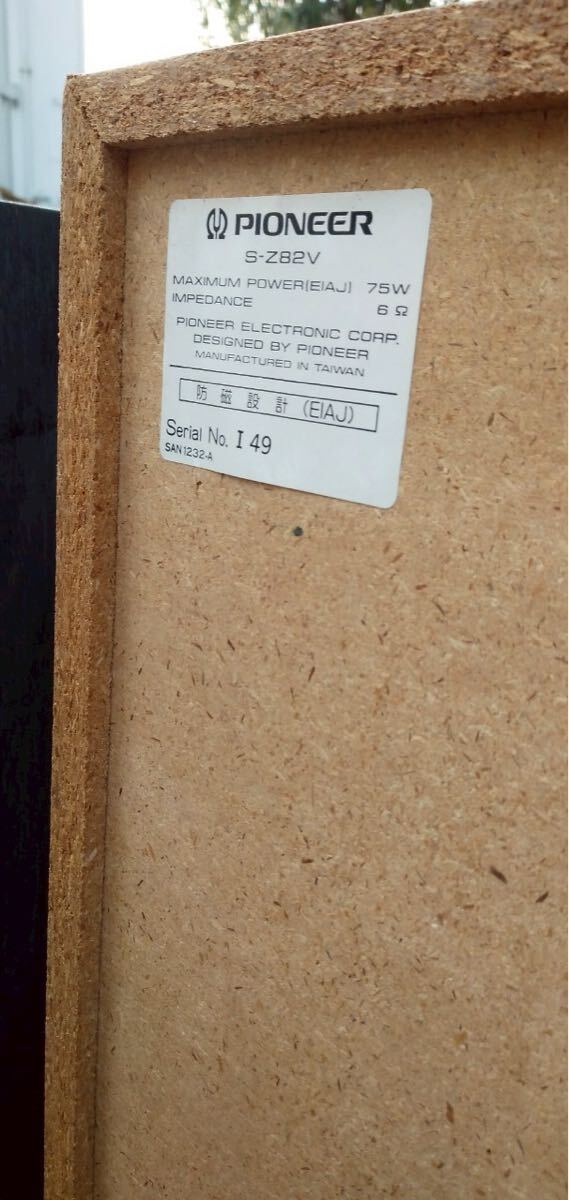 PIONEER
S-Z82V
MAXIMUM POWER(EIAJ) 75W
IMPEDANCE 6 Ω
PIONEER ELECTRONIC CORP.
DESIGNED BY PIONEER
MANUFACTURED IN TAIWAN
防磁設計 (EIAJ)
Serial No. I 49
SAN1232-A